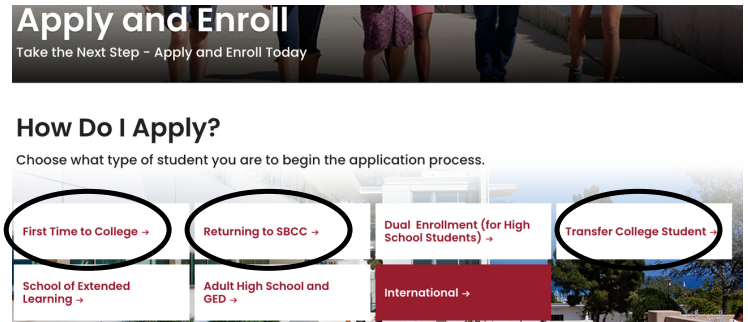 Apply and Enroll
Take the Next Step - Apply and Enroll Today
How Do I Apply?
Choose what type of student you are to begin the application process.
First Time to College →
Returning to SBCC →
Dual Enrollment (for High
School Students) →
Transfer College Student →
School of Extended
Learning →
Adult High School and
GED →
International →